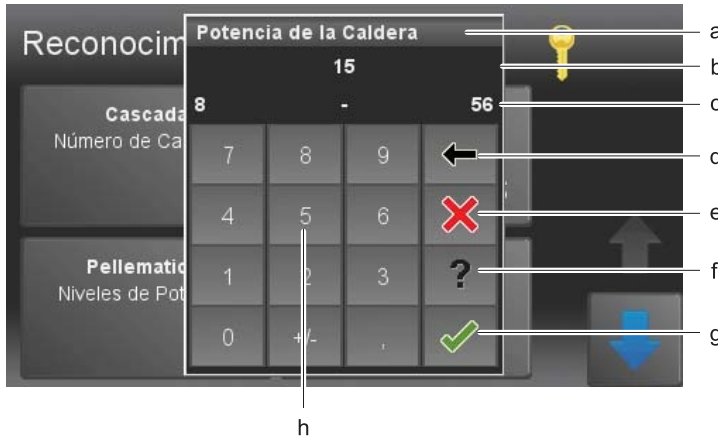 Reconocim
Potencia de la Caldera
a
15
b
8 - 56
c
Cascada
Número de Ca
7 8 9
d
4 5 6
e
Pellematic
Niveles de Pot
1 2 3 ?
f
0 +/- ,
g
h